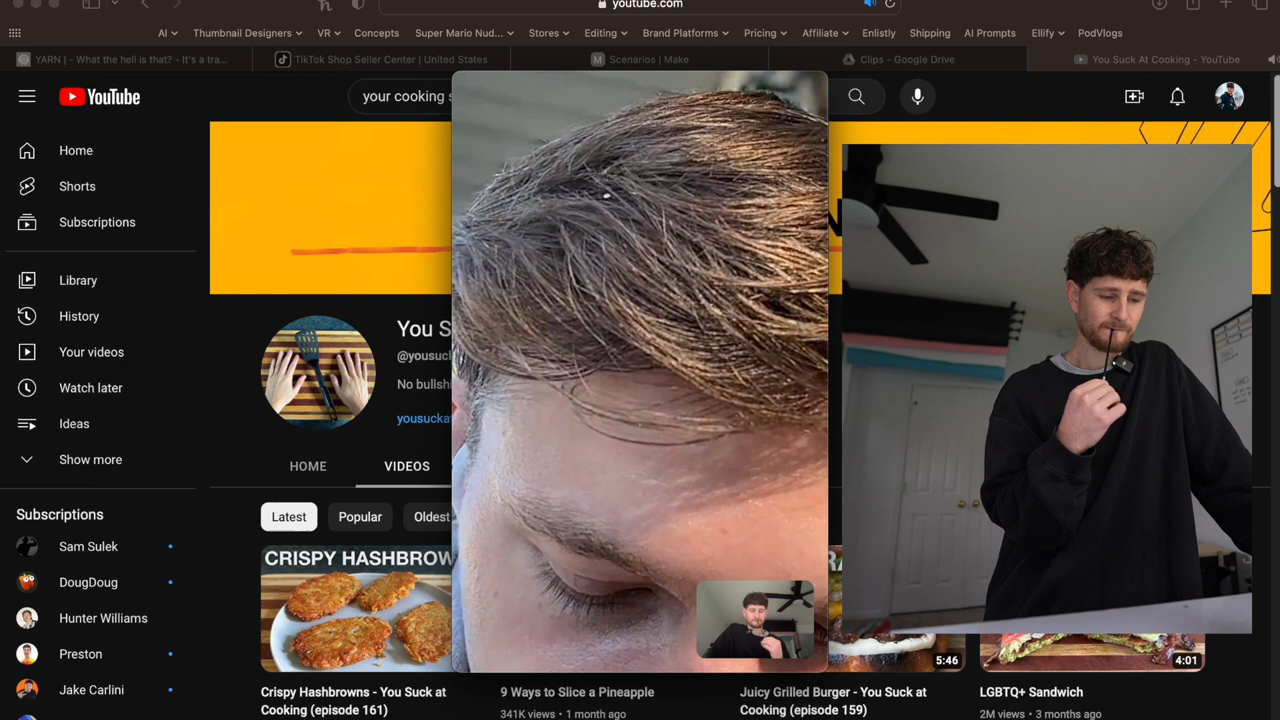 youtube.com
AI
Thumbnail Designers
VR
Concepts
Super Mario Nud...
Stores
Editing
Brand Platforms
Pricing
Affiliate
Enlistly
Shipping
AI Prompts
Ellify
PodVlogs
YARN | - What the hell is that? - It's a tra...
TikTok Shop Seller Center | United States
Scenarios | Make
Clips - Google Drive
You Suck At Cooking - YouTube
YouTube
your cooking s
Home
Shorts
Subscriptions
Library
History
Your videos
Watch later
Ideas
Show more
Subscriptions
Sam Sulek
DougDoug
Hunter Williams
Preston
Jake Carlini
N
You S
@yousuck
No bullsh
yousuckat
HOME
VIDEOS
Latest
Popular
Oldest
CRISPY HASHBROW
5:46
4:01
Crispy Hashbrowns - You Suck at
Cooking (episode 161)
9 Ways to Slice a Pineapple
341K views • 1 month ago
Juicy Grilled Burger - You Suck at
Cooking (episode 159)
LGBTQ+ Sandwich
2M views • 3 months ago